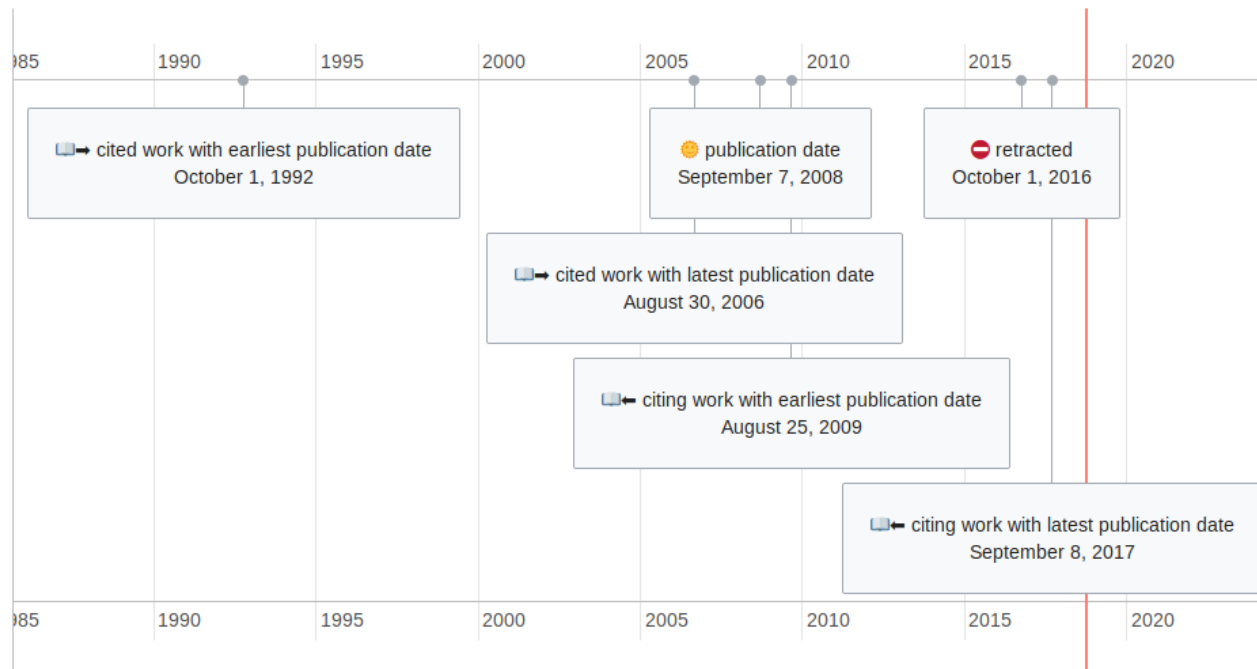 985 1990 1995 2000 2005 2010 2015 2020
📖➡ cited work with earliest publication date
October 1, 1992
🌞 publication date
September 7, 2008
⛔ retracted
October 1, 2016
📖➡ cited work with latest publication date
August 30, 2006
📖⬅ citing work with earliest publication date
August 25, 2009
📖⬅ citing work with latest publication date
September 8, 2017
985 1990 1995 2000 2005 2010 2015 2020